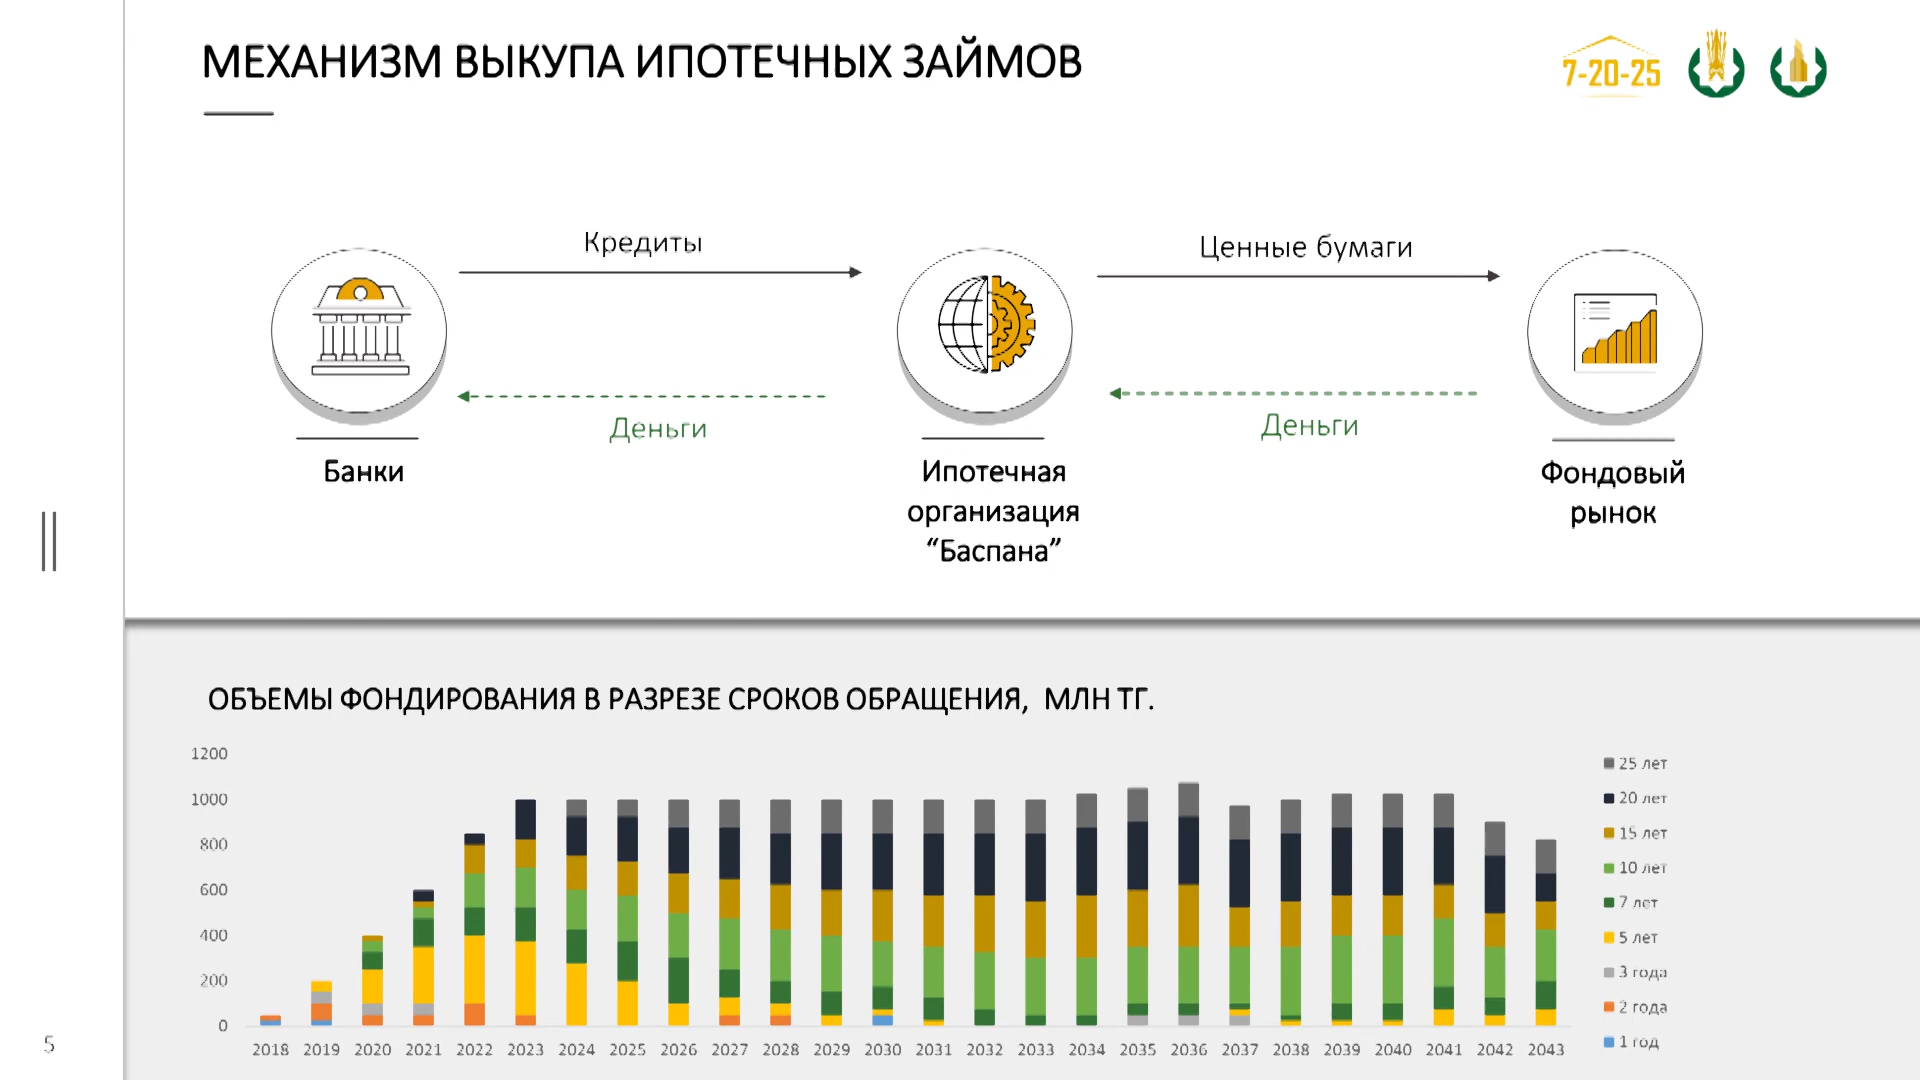 МЕХАНИЗМ ВЫКУПА ИПОТЕЧНЫХ ЗАЙМОВ
7-20-25
Кредиты
Ценные бумаги
Деньги
Деньги
Банки
Ипотечная
организация
“Баспана”
Фондовый
рынок
ОБЪЕМЫ ФОНДИРОВАНИЯ В РАЗРЕЗЕ СРОКОВ ОБРАЩЕНИЯ, МЛН ТГ.
1200
1000
800
600
400
200
0
2018 2019 2020 2021 2022 2023 2024 2025 2026 2027 2028 2029 2030 2031 2032 2033 2034 2035 2036 2037 2038 2039 2040 2041 2042 2043
25 лет
20 лет
15 лет
10 лет
7 лет
5 лет
3 года
2 года
1 год
5